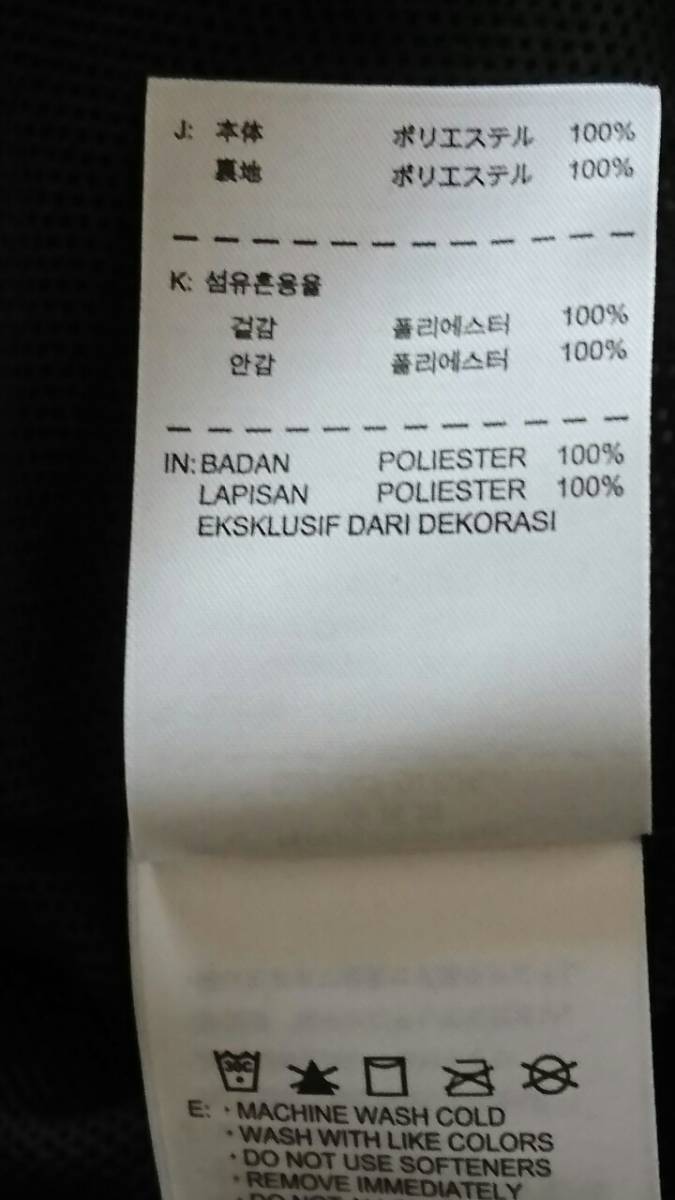 J: 本体 ポリエステル 100%
裏地 ポリエステル 100%
K: 섬유혼용율
겉감 폴리에스터 100%
안감 폴리에스터 100%
IN: BADAN POLIESTER 100%
LAPISAN POLIESTER 100%
EKSKLUSIF DARI DEKORASI
30C
E: · MACHINE WASH COLD
· WASH WITH LIKE COLORS
· DO NOT USE SOFTENERS
· REMOVE IMMEDIATELY
· DO NOT